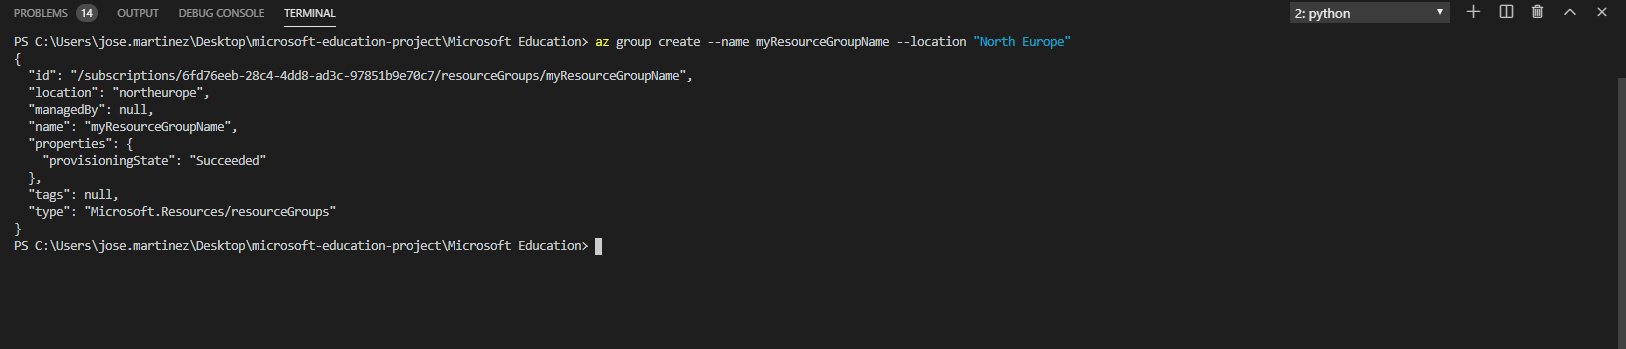 PROBLEMS 14 OUTPUT DEBUG CONSOLE TERMINAL 2: python
PS C:\Users\jose.martinez\Desktop\microsoft-education-project\Microsoft Education> az group create --name myResourceGroupName --location "North Europe"
{
  "id": "/subscriptions/6fd76eeb-28c4-4dd8-ad3c-97851b9e70c7/resourceGroups/myResourceGroupName",
  "location": "northeurope",
  "managedBy": null,
  "name": "myResourceGroupName",
  "properties": {
    "provisioningState": "Succeeded"
  },
  "tags": null,
  "type": "Microsoft.Resources/resourceGroups"
}
PS C:\Users\jose.martinez\Desktop\microsoft-education-project\Microsoft Education>